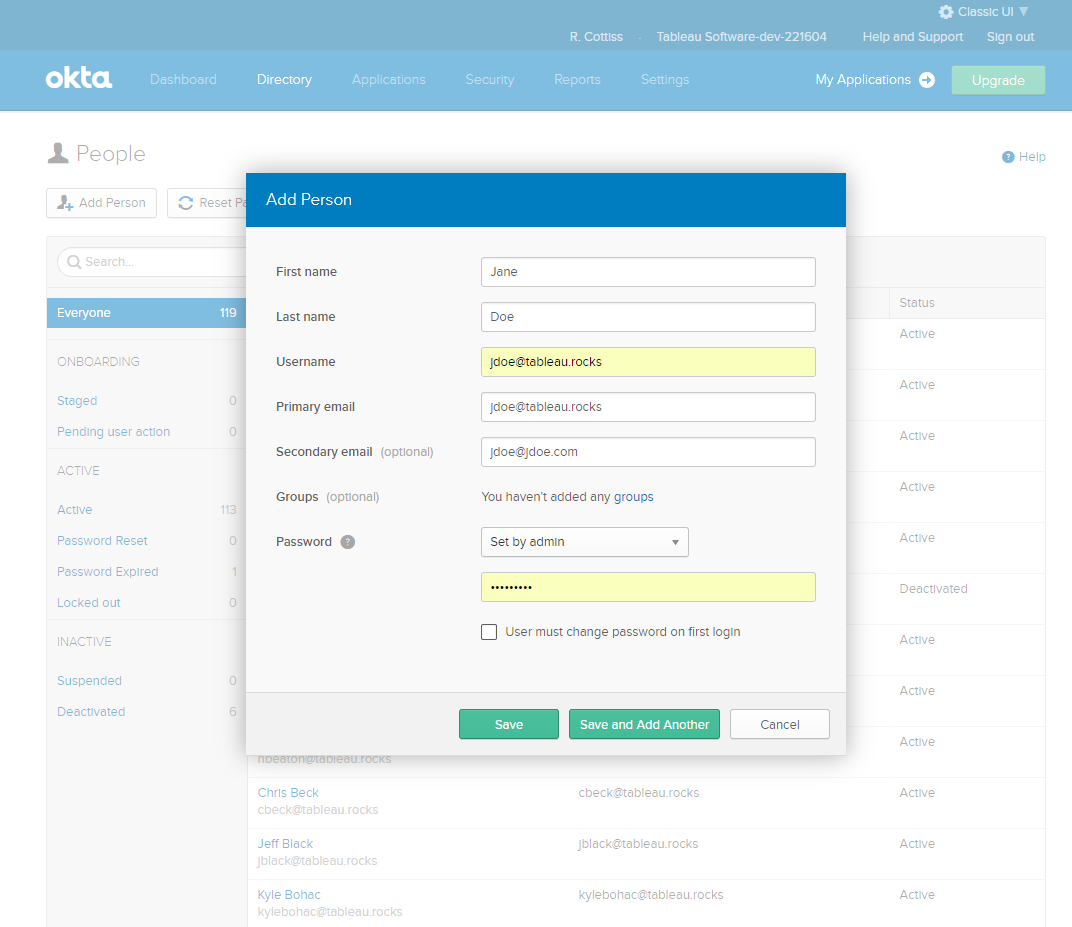 Classic UI ▼
R. Cottiss · Tableau Software-dev-221604 Help and Support Sign out
okta Dashboard Directory Applications Security Reports Settings My Applications Upgrade
People
? Help
Add Person Reset
Add Person
Search...
First name Jane
Everyone 119
Status
Last name Doe
Active
ONBOARDING
Username jdoe@tableau.rocks
Active
Staged 0
Primary email jdoe@tableau.rocks
Pending user action 0
Active
Secondary email (optional) jdoe@jdoe.com
ACTIVE
Active
Groups (optional) You haven't added any groups
Active 113
Password Reset 0
Password ? Set by admin ▼
Active
Password Expired 1
•••••••••
Deactivated
Locked out 0
User must change password on first login
INACTIVE
Active
Suspended 0
Active
Deactivated 6
Save Save and Add Another Cancel
Active
hbeaton@tableau.rocks
Chris Beck cbeck@tableau.rocks Active
cbeck@tableau.rocks
Jeff Black jblack@tableau.rocks Active
jblack@tableau.rocks
Kyle Bohac kylebohac@tableau.rocks Active
kylebohac@tableau.rocks